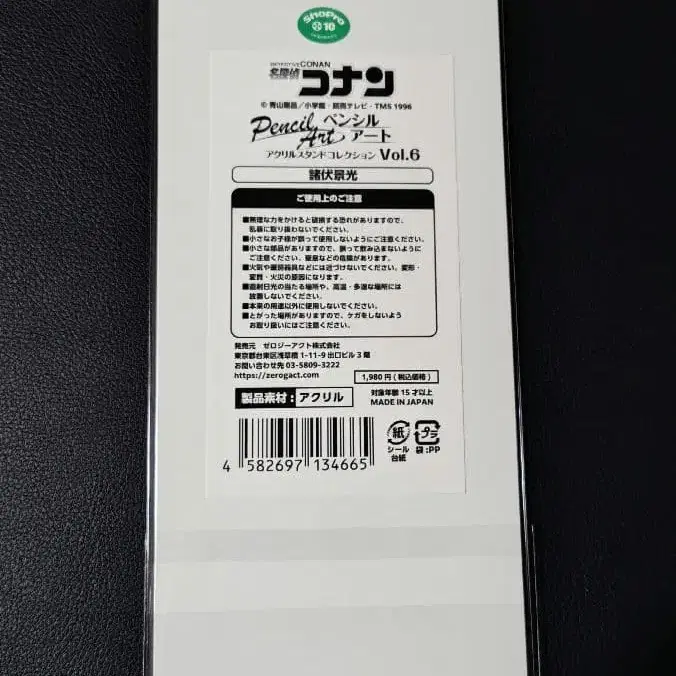 ShoPro
10
DETECTIVE CONAN
名探偵コナン
© 青山剛昌／小学館・読売テレビ・TMS 1996
Pencil Art ペンシルアート
アクリルスタンドコレクション Vol.6
諸伏景光
ご使用上のご注意
■無理な力をかけると破損する恐れがありますので、
乱暴に取り扱わないでください。
■小さなお子様が誤って使用しないようにご注意ください。
■小さな部品がありますので、誤って飲み込まないように
ご注意ください。窒息などの危険があります。
■火気や暖房器具などには近づけないでください。変形・
変質・火災の原因になります。
■直射日光の当たる場所や、高温・多湿な場所には
放置しないでください。
■本来の用途以外に使用しないでください。
■とがった場所がありますので、ケガをしないよう
お取り扱いにはご注意ください。
発売元 ゼロジーアクト株式会社
東京都台東区浅草橋 1-11-9 出口ビル 3 階
お問い合わせ先 03-5809-3222
https://zerogact.com
1,980円(税込価格)
製品素材：アクリル
対象年齢 15 才以上
MADE IN JAPAN
4 582697 134665
紙
シール
台紙
プラ
袋:PP